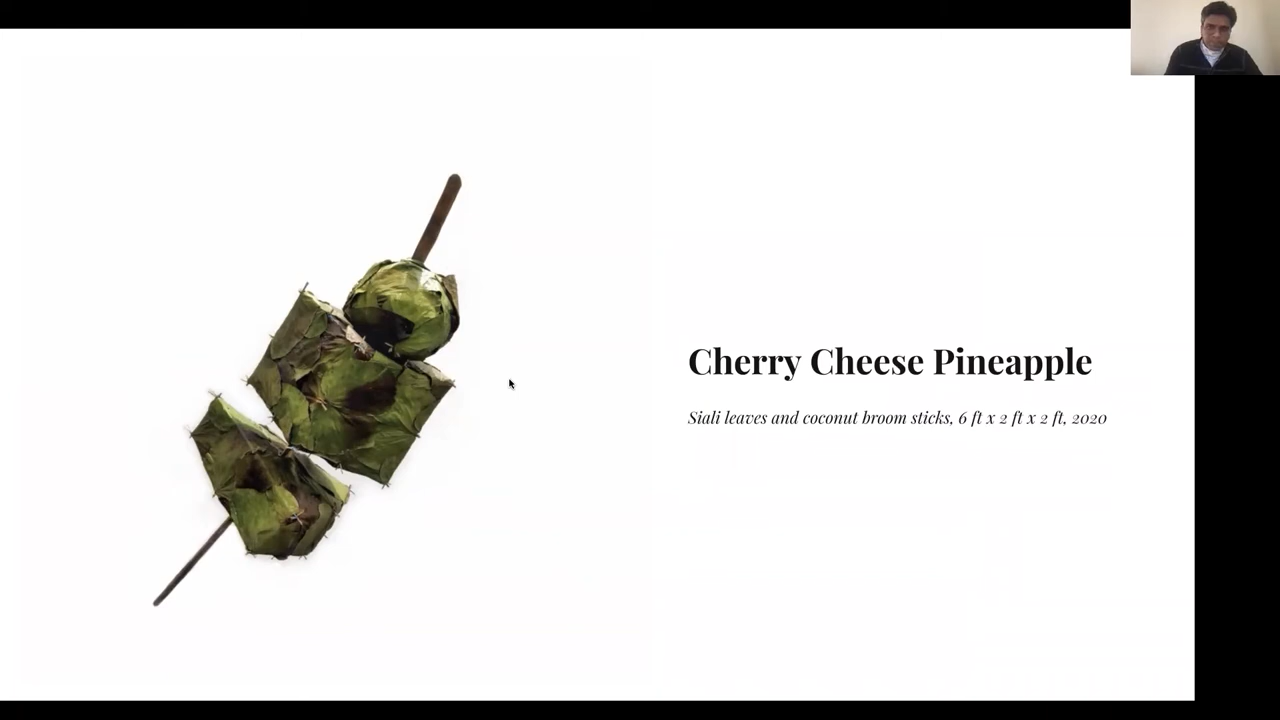 Cherry Cheese Pineapple
Siali leaves and coconut broom sticks, 6 ft x 2 ft x 2 ft, 2020